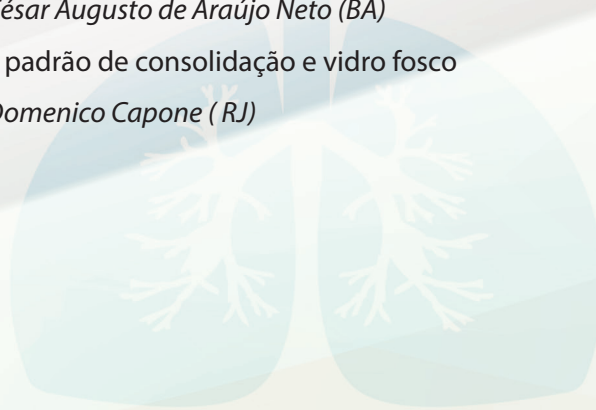 ésar Augusto de Araújo Neto (BA)
padrão de consolidação e vidro fosco
Domenico Capone ( RJ)